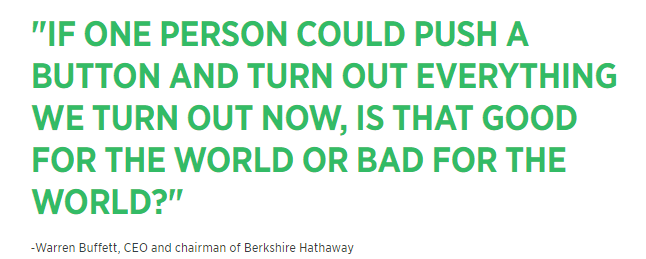 "IF ONE PERSON COULD PUSH A
BUTTON AND TURN OUT EVERYTHING
WE TURN OUT NOW, IS THAT GOOD
FOR THE WORLD OR BAD FOR THE
WORLD?"
-Warren Buffett, CEO and chairman of Berkshire Hathaway